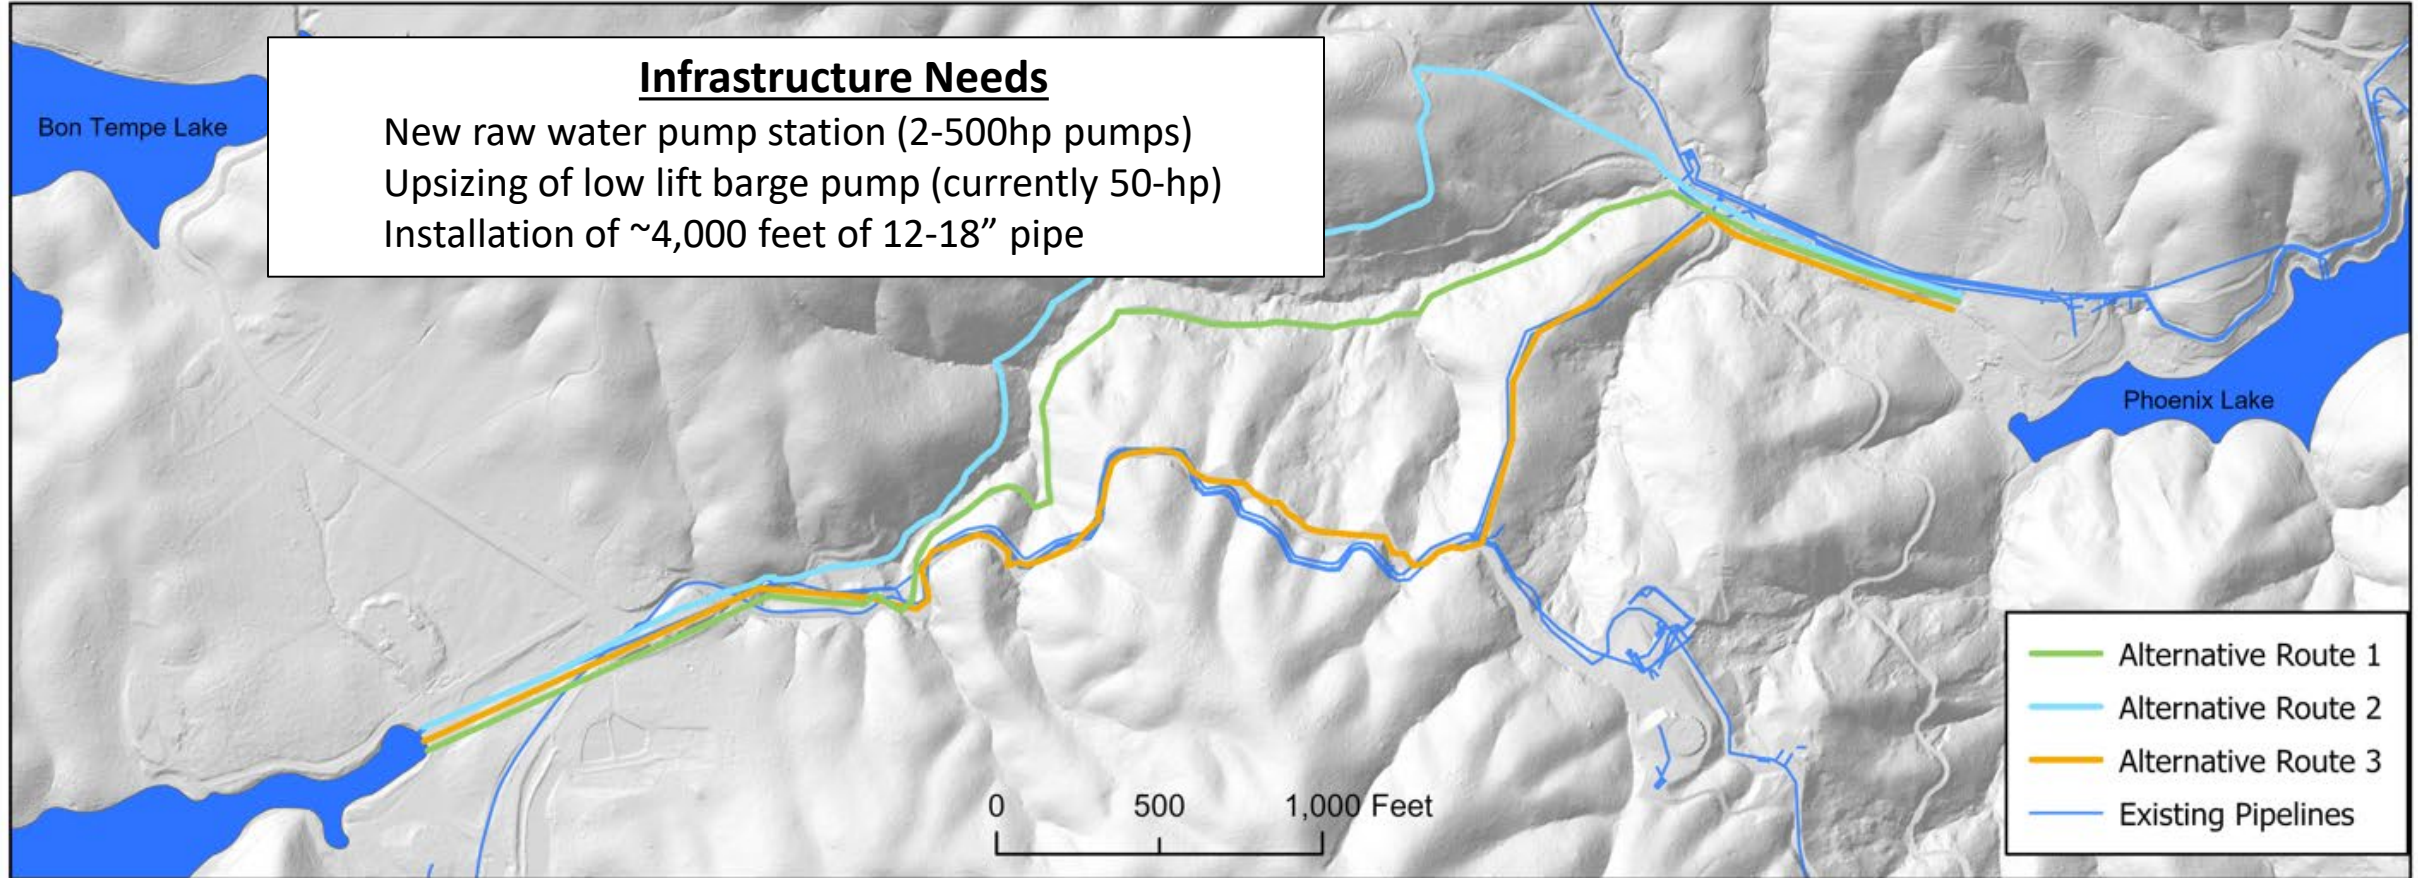 Infrastructure Needs
New raw water pump station (2-500hp pumps)
Upsizing of low lift barge pump (currently 50-hp)
Installation of ~4,000 feet of 12-18” pipe
Bon Tempe Lake
Phoenix Lake
0 500 1,000 Feet
Alternative Route 1
Alternative Route 2
Alternative Route 3
Existing Pipelines